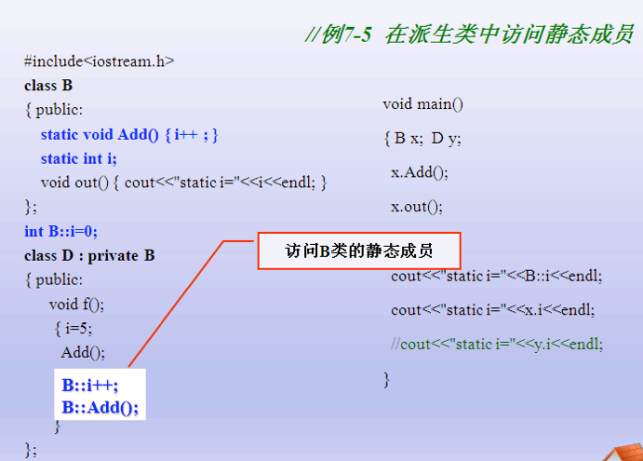 //例7-5 在派生类中访问静态成员
#include<iostream.h>
class B
{ public:
static void Add() { i++ ; }
static int i;
void out() { cout<<"static i="<<i<<endl; }
};
int B::i=0;
class D : private B
{ public:
void f();
{ i=5;
Add();
B::i++;
B::Add();
}
};
访问B类的静态成员
void main()
{ B x; D y;
x.Add();
x.out();
cout<<"static i="<<B::i<<endl;
cout<<"static i="<<x.i<<endl;
//cout<<"static i="<<y.i<<endl;
}